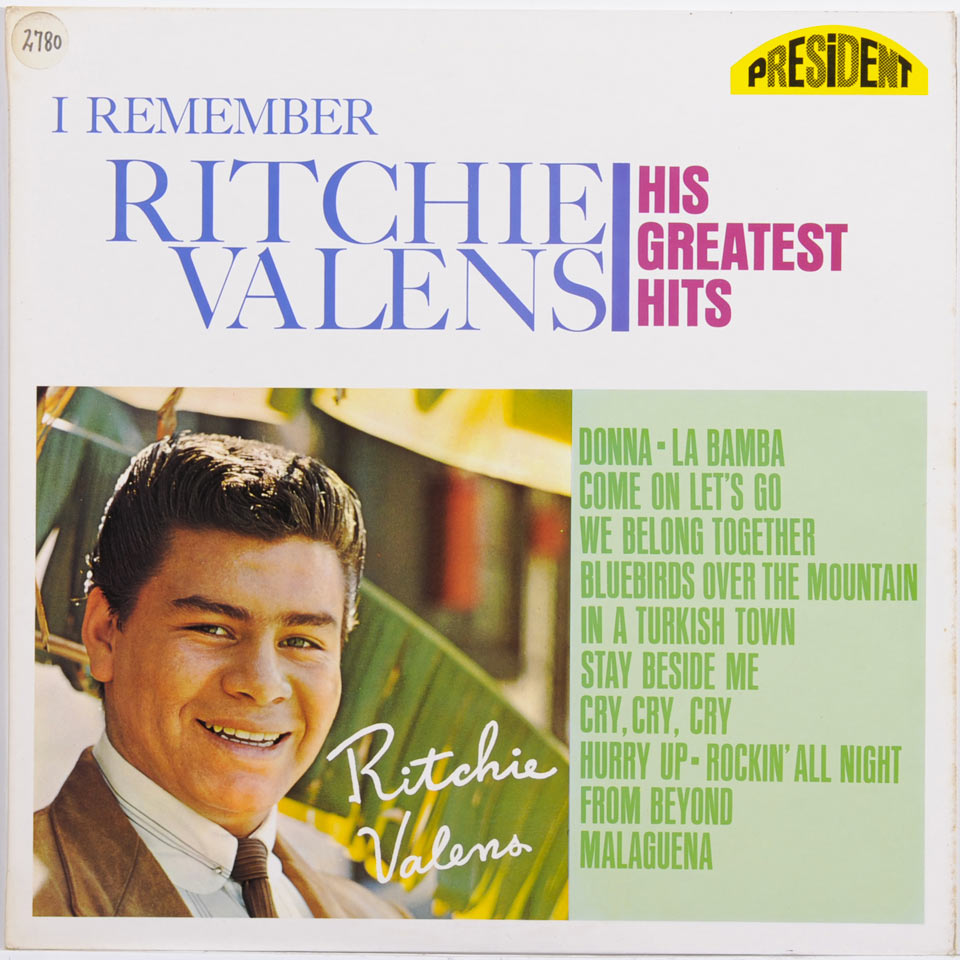 2780
PRESIDENT
I REMEMBER
RITCHIE
VALENS
HIS
GREATEST
HITS
DONNA - LA BAMBA
COME ON LET'S GO
WE BELONG TOGETHER
BLUEBIRDS OVER THE MOUNTAIN
IN A TURKISH TOWN
STAY BESIDE ME
CRY, CRY, CRY
HURRY UP - ROCKIN' ALL NIGHT
FROM BEYOND
MALAGUENA
Ritchie
Valens